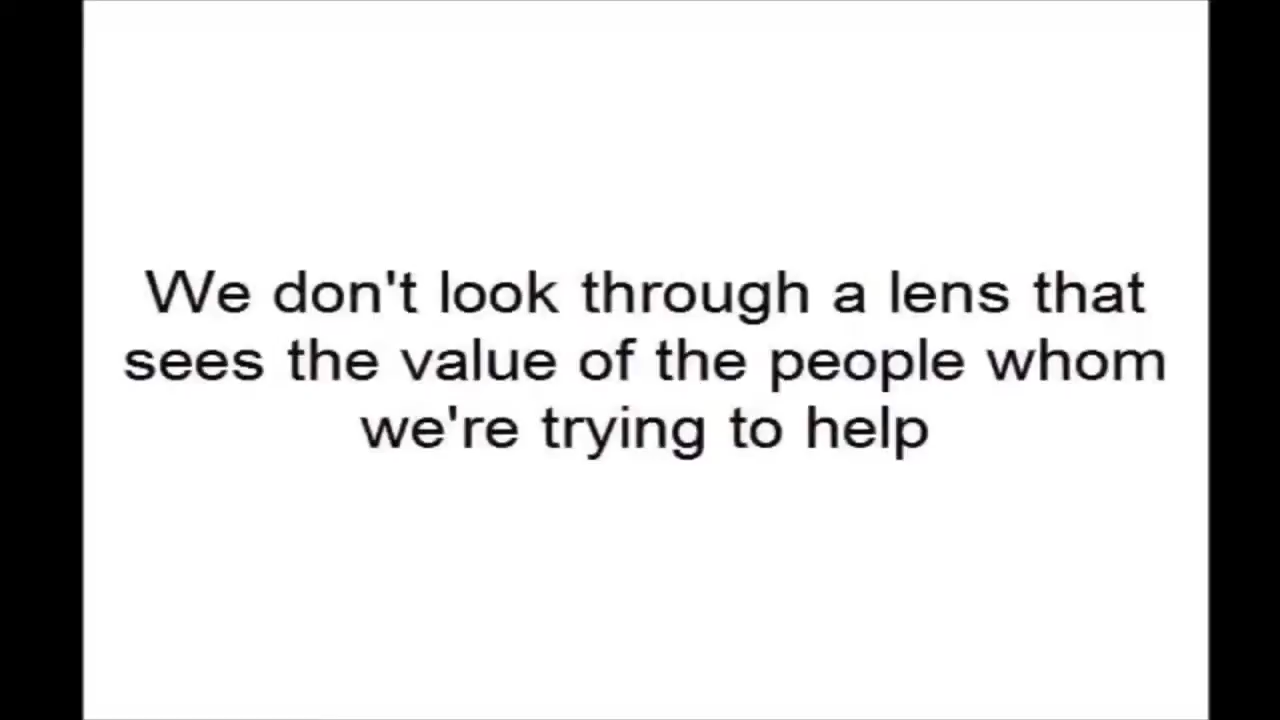 We don't look through a lens that
sees the value of the people whom
we're trying to help